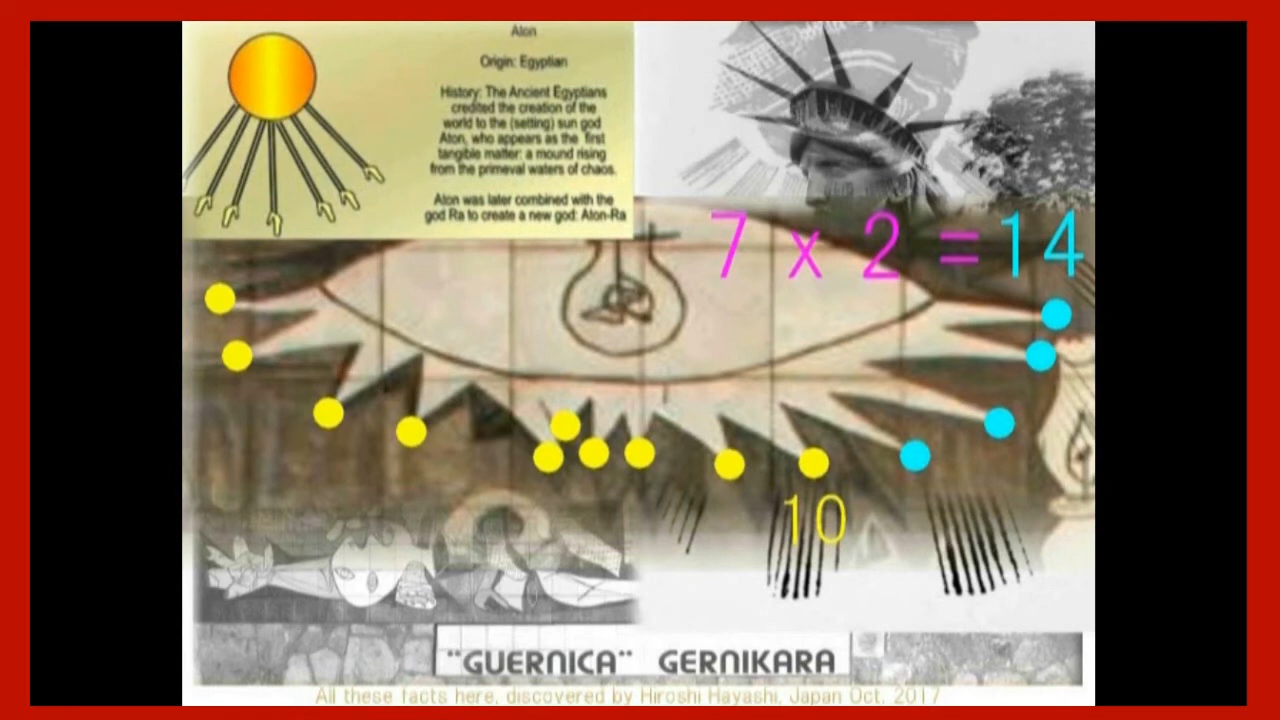 Aton
Origin: Egyptian
History: The Ancient Egyptians
credited the creation of the
world to the (setting) sun god
Aton, who appears as the first
tangible matter: a mound rising
from the primeval waters of chaos.
Aton was later combined with the
god Ra to create a new god: Aton-Ra
7 x 2 = 14
10
"GUERNICA" GERNIKARA
All these facts here, discovered by Hiroshi Hayashi, Japan Oct, 2017